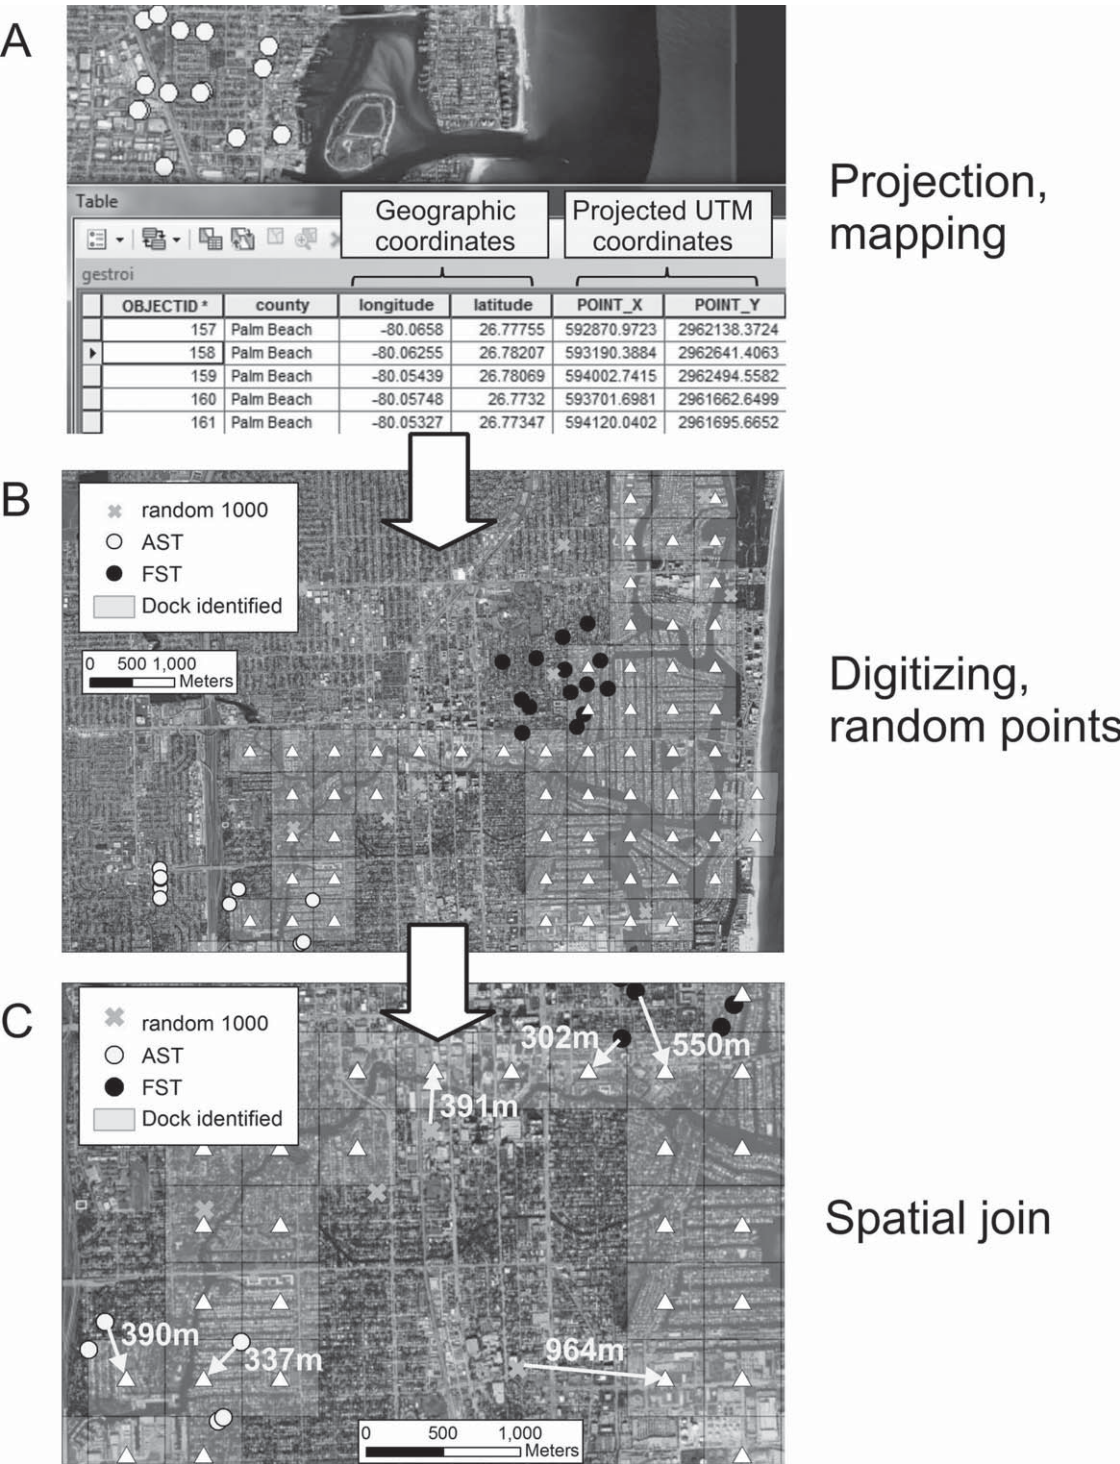 A
Projection,
mapping
Table
Geographic
coordinates
Projected UTM
coordinates
gestroi
OBJECTID * county longitude latitude POINT_X POINT_Y
157 Palm Beach -80.0658 26.77755 592870.9723 2962138.3724
158 Palm Beach -80.06255 26.78207 593190.3884 2962641.4063
159 Palm Beach -80.05439 26.78069 594002.7415 2962494.5582
160 Palm Beach -80.05748 26.7732 593701.6981 2961662.6499
161 Palm Beach -80.05327 26.77347 594120.0402 2961695.6652
B
random 1000
AST
FST
Dock identified
0 500 1,000
Meters
Digitizing,
random points
C
random 1000
AST
FST
Dock identified
302m
550m
391m
Spatial join
390m
337m
964m
0 500 1,000
Meters